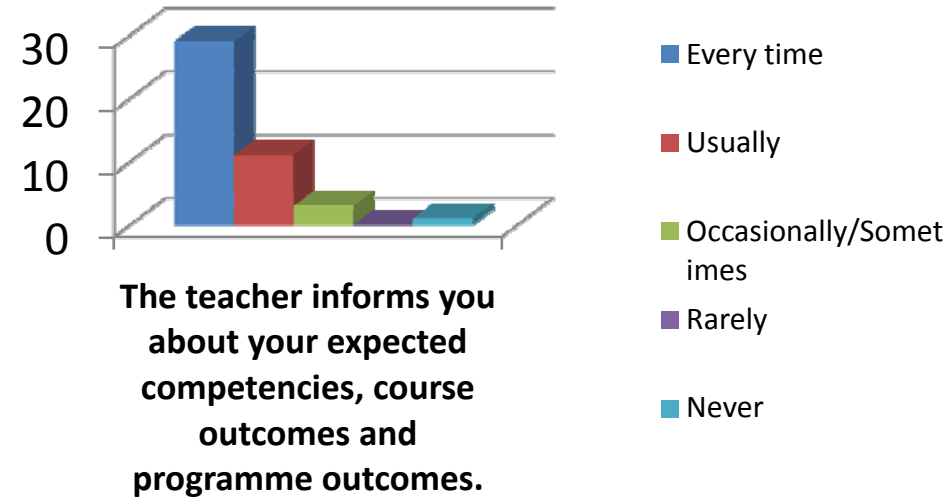 30
20
10
0
The teacher informs you
about your expected
competencies, course
outcomes and
programme outcomes.
Every time
Usually
Occasionally/Somet
imes
Rarely
Never